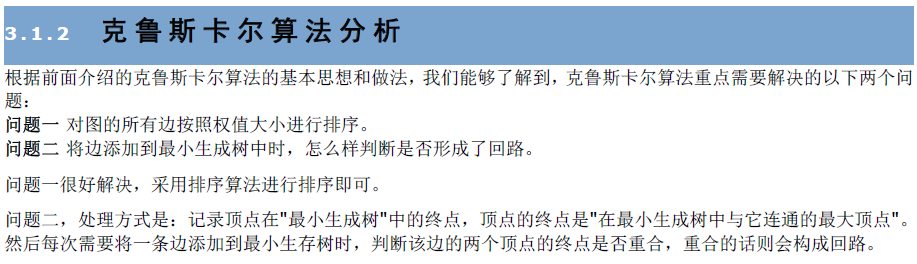 3.1.2 克鲁斯卡尔算法分析
根据前面介绍的克鲁斯卡尔算法的基本思想和做法，我们能够了解到，克鲁斯卡尔算法重点需要解决的以下两个问
题：
问题一 对图的所有边按照权值大小进行排序。
问题二 将边添加到最小生成树中时，怎么样判断是否形成了回路。
问题一很好解决，采用排序算法进行排序即可。
问题二，处理方式是：记录顶点在"最小生成树"中的终点，顶点的终点是"在最小生成树中与它连通的最大顶点"。
然后每次需要将一条边添加到最小生存树时，判断该边的两个顶点的终点是否重合，重合的话则会构成回路。